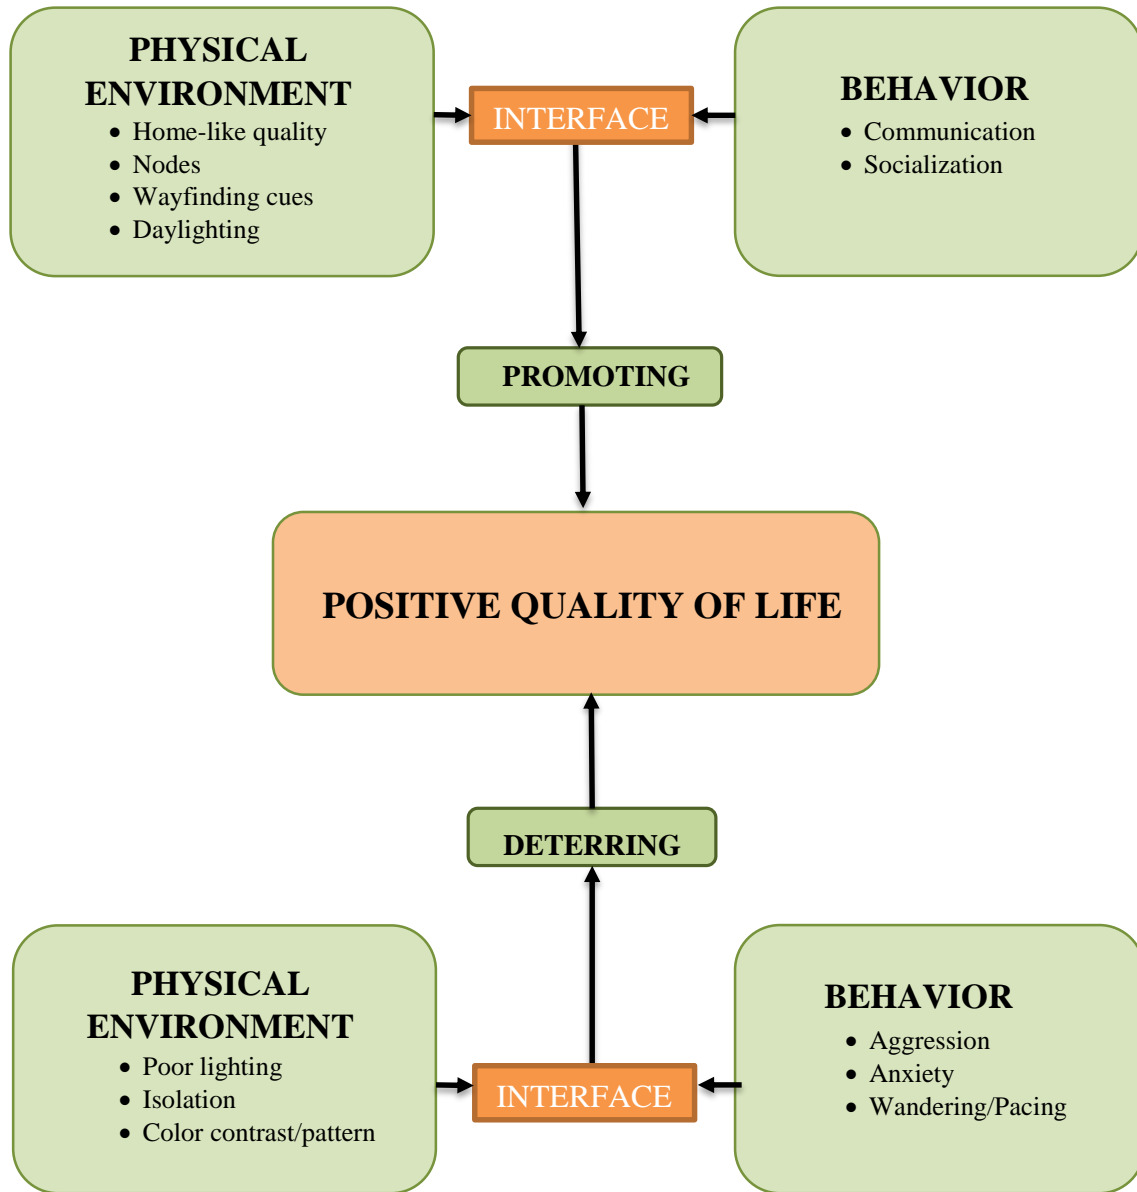 PHYSICAL
ENVIRONMENT
• Home-like quality
• Nodes
• Wayfinding cues
• Daylighting
INTERFACE
BEHAVIOR
• Communication
• Socialization
PROMOTING
POSITIVE QUALITY OF LIFE
DETERRING
PHYSICAL
ENVIRONMENT
• Poor lighting
• Isolation
• Color contrast/pattern
INTERFACE
BEHAVIOR
• Aggression
• Anxiety
• Wandering/Pacing